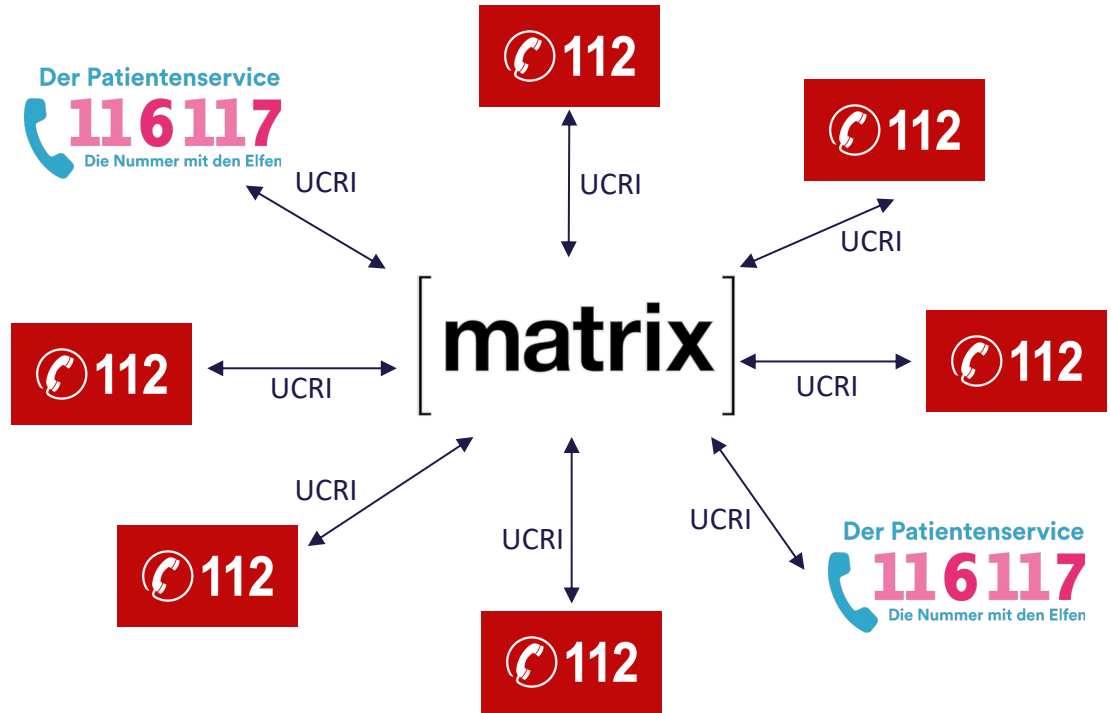 112
Der Patientenservice
116117
Die Nummer mit den Elfen
112
UCRI
UCRI
UCRI
[matrix]
112
UCRI
112
UCRI
UCRI
UCRI
UCRI
Der Patientenservice
116117
Die Nummer mit den Elfen
112
112